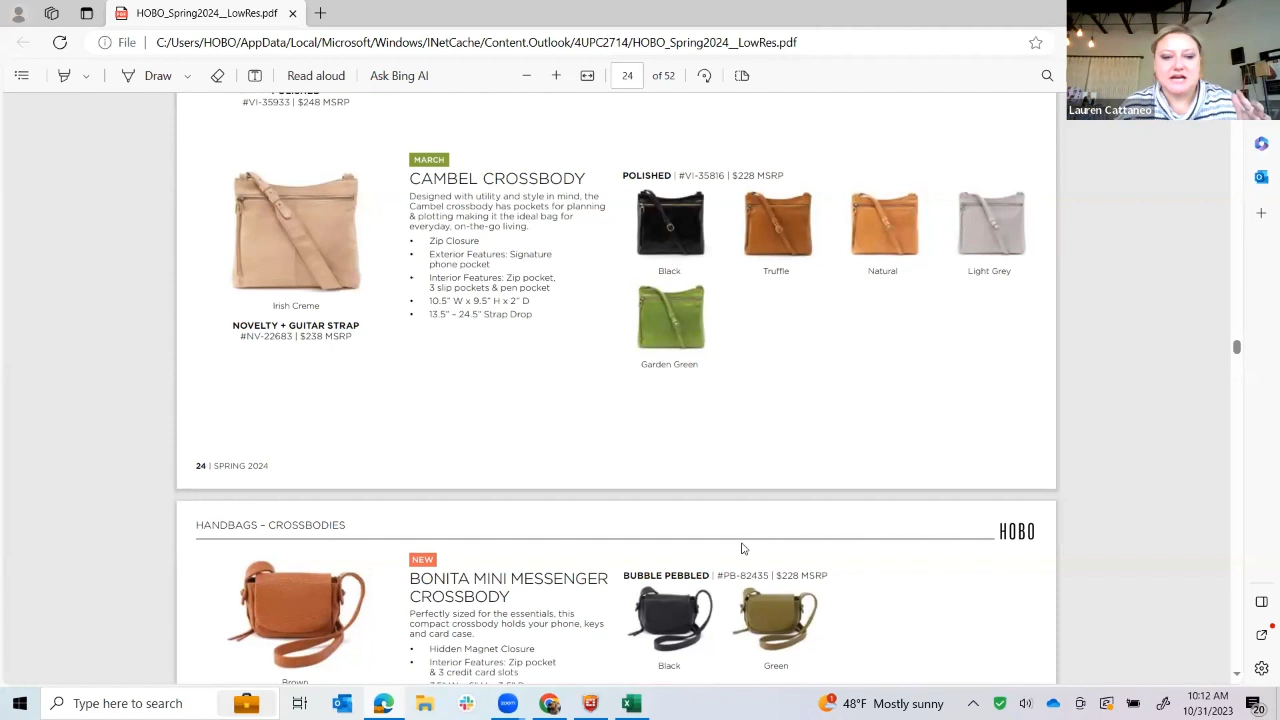 HOBO_Spring2024__LowRes.pdf
File
C:/Users/HOBO/AppData/Local/Microsoft/Windows/INetCache/Content.Outlook/4UPC2714/HOBO_Spring2024__LowRes.pdf
Draw
Read aloud
Ask Bing AI
24 of 52
Lauren Cattaneo
POLISHED
#VI-35933 | $248 MSRP
Irish Creme
NOVELTY + GUITAR STRAP
#NV-22683 | $238 MSRP
MARCH
CAMBEL CROSSBODY
Designed with utility and style in mind, the
Cambel crossbody has pockets for planning
& plotting making it the ideal bag for
everyday, on-the-go living.
• Zip Closure
• Exterior Features: Signature
phone pocket
• Interior Features: Zip pocket,
3 slip pockets & pen pocket
• 10.5” W x 9.5” H x 2” D
• 13.5” – 24.5” Strap Drop
POLISHED | #VI-35816 | $228 MSRP
Black
Truffle
Natural
Light Grey
Garden Green
24 | SPRING 2024
HANDBAGS – CROSSBODIES
HOBO
Brown
NEW
BONITA MINI MESSENGER
CROSSBODY
Perfectly sized for the essentials, this
compact crossbody holds your phone, keys
and card case.
• Hidden Magnet Closure
• Interior Features: Zip pocket
& 3 credit card slots
BUBBLE PEBBLED | #PB-82435 | $228 MSRP
Black
Green
Type here to search
zoom
48°F Mostly sunny
10:12 AM
10/31/2023
20